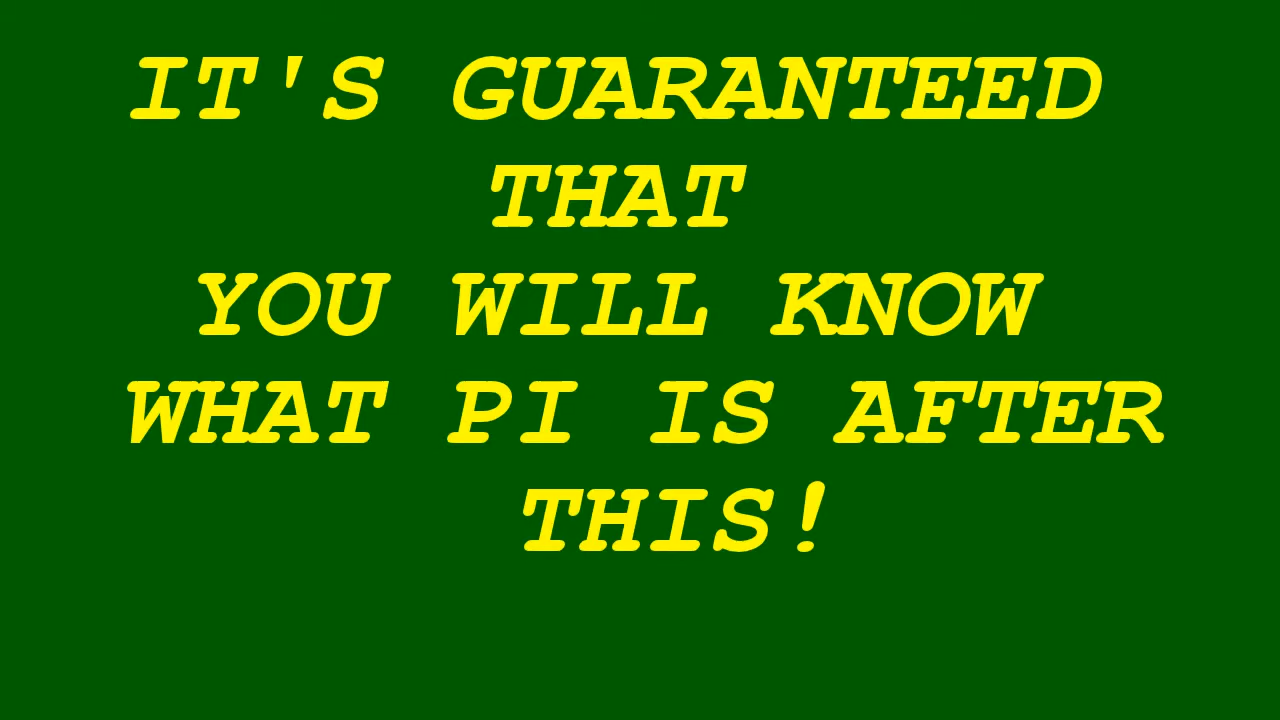 IT'S GUARANTEED
THAT
YOU WILL KNOW
WHAT PI IS AFTER
THIS!